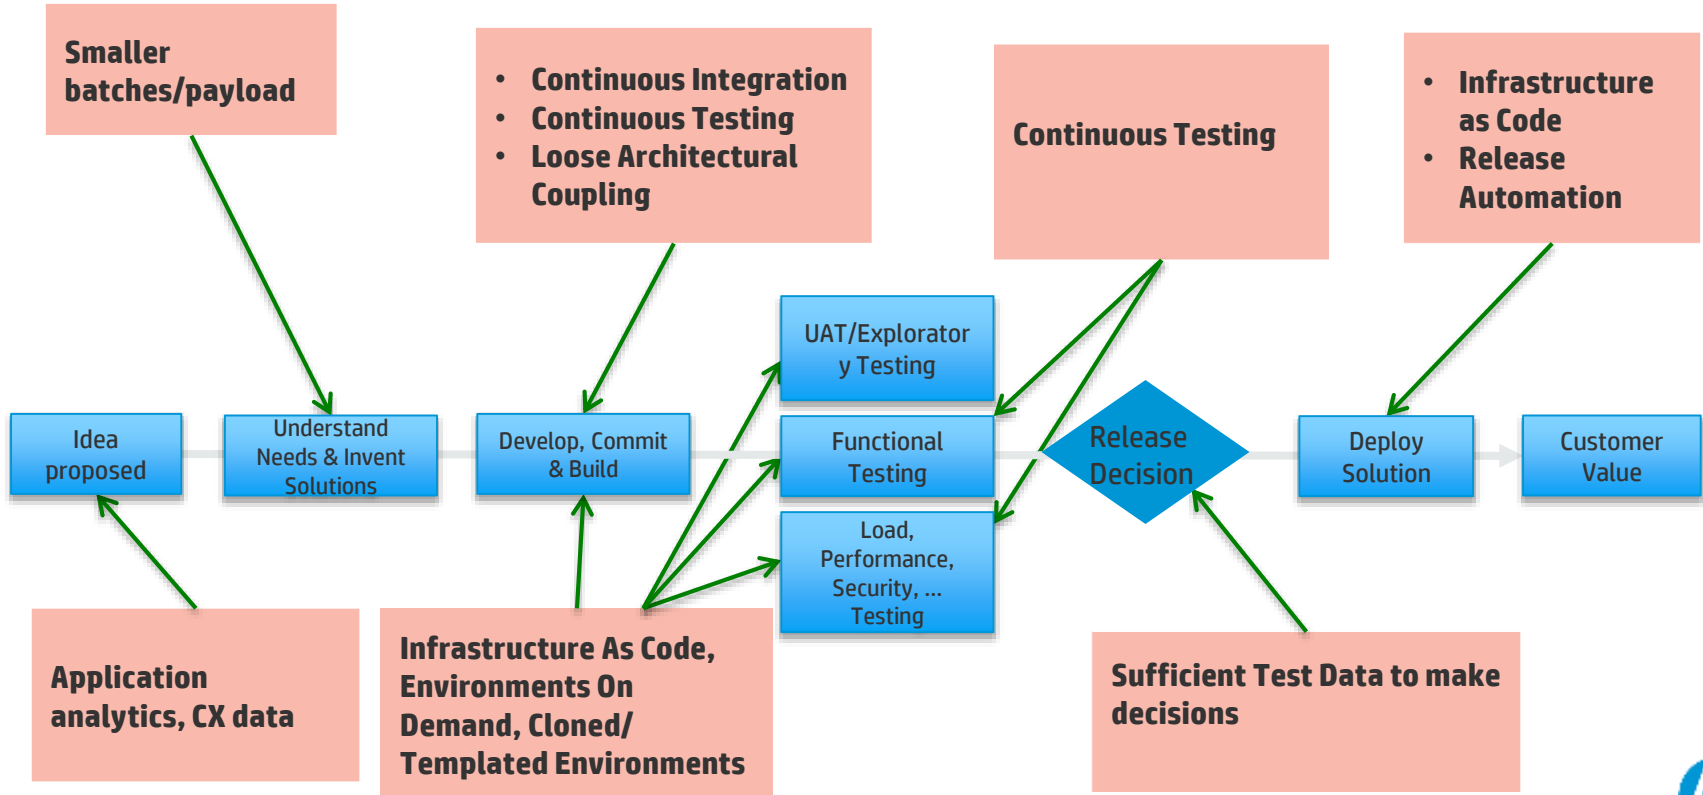 Smaller
batches/payload
• Continuous Integration
• Continuous Testing
• Loose Architectural
Coupling
Continuous Testing
• Infrastructure
as Code
• Release
Automation
UAT/Explorator
y Testing
Idea
proposed
Understand
Needs & Invent
Solutions
Develop, Commit
& Build
Functional
Testing
Release
Decision
Deploy
Solution
Customer
Value
Load,
Performance,
Security, ...
Testing
Application
analytics, CX data
Infrastructure As Code,
Environments On
Demand, Cloned/
Templated Environments
Sufficient Test Data to make
decisions